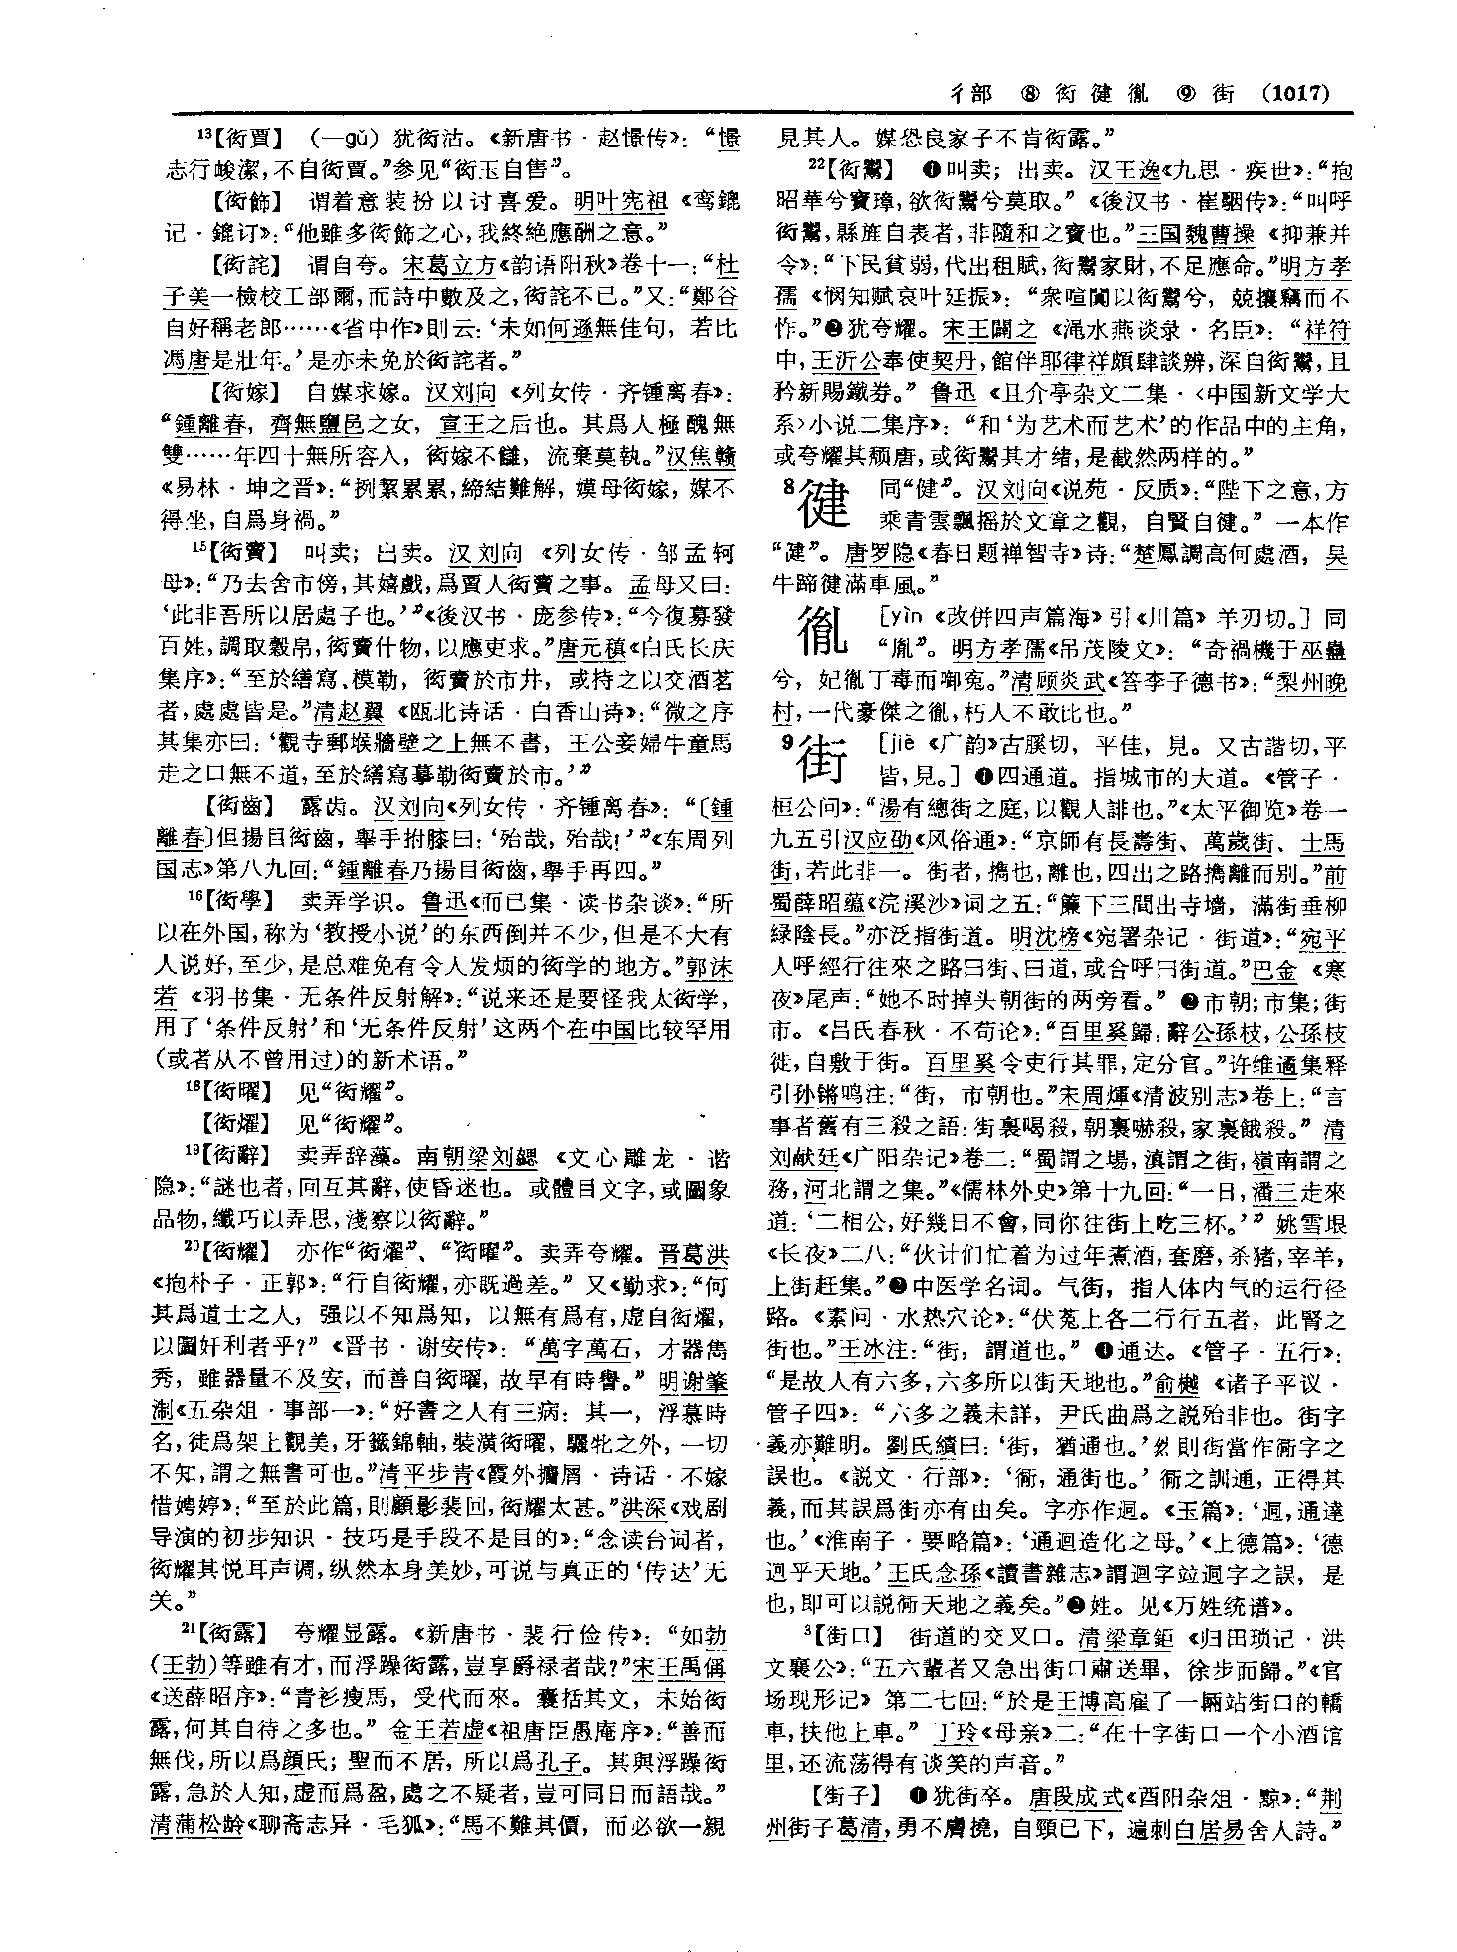 彳部 ⑧ 衒 徤 㣧 ⑨ 街 (1017)
¹³【衒賈】 (—gǔ) 犹衒沽。《新唐书·赵憬传》：“憬
志行峻潔，不自衒賈。”参见“衒玉自售”。
【衒飾】 谓着意装扮以讨喜爱。明叶宪祖《鸾鎞
记·鎞订》：“他雖多衒飾之心，我終絶應酬之意。”
【衒詫】 谓自夸。宋葛立方《韵语阳秋》卷十一：“杜
子美一檢校工部爾，而詩中數及之，衒詫不已。”又：“鄭谷
自好稱老郎……《省中作》則云：‘未如何遜無佳句，若比
馮唐是壯年。’是亦未免於衒詫者。”
【衒嫁】 自媒求嫁。汉刘向《列女传·齐锺离春》：
“鍾離春，齊無鹽邑之女，宣王之后也。其爲人極醜無
雙……年四十無所容入，衒嫁不讎，流棄莫執。”汉焦赣
《易林·坤之晋》：“挒絜累累，締結難解，嫫母衒嫁，媒不
得坐，自爲身禍。”
¹⁵【衒賣】 叫卖；出卖。汉刘向《列女传·邹孟轲
母》：“乃去舍市傍，其嬉戲，爲賈人衒賣之事。孟母又曰：
‘此非吾所以居處子也。’”《後汉书·庞参传》：“今復募發
百姓，調取穀帛，衒賣什物，以應吏求。”唐元稹《白氏长庆
集序》：“至於繕寫、模勒，衒賣於市井，或持之以交酒茗
者，處處皆是。”清赵翼《瓯北诗话·白香山诗》：“微之序
其集亦曰：‘觀寺郵堠牆壁之上無不書，王公妾婦牛童馬
走之口無不道，至於繕寫摹勒衒賣於市。’”
【衒齒】 露齿。汉刘向《列女传·齐锺离春》：“〔鍾
離春〕但揚目衒齒，舉手拊膝曰：‘殆哉，殆哉！’”《东周列
国志》第八九回：“鍾離春乃揚目衒齒，舉手再四。”
¹⁶【衒學】 卖弄学识。鲁迅《而已集·读书杂谈》：“所
以在外国，称为‘教授小说’的东西倒并不少，但是不大有
人说好，至少，是总难免有令人发烦的衒学的地方。”郭沫
若《羽书集·无条件反射解》：“说来还是要怪我太衒学，
用了‘条件反射’和‘无条件反射’这两个在中国比较罕用
(或者从不曾用过)的新术语。”
¹⁸【衒曜】 见“衒耀”。
【衒燿】 见“衒耀”。
¹⁹【衒辭】 卖弄辞藻。南朝梁刘勰《文心雕龙·谐
隐》：“謎也者，回互其辭，使昏迷也。或體目文字，或圖象
品物，纖巧以弄思，淺察以衒辭。”
²⁰【衒耀】 亦作“衒燿”、“衒曜”。卖弄夸耀。晋葛洪
《抱朴子·正郭》：“行自衒耀，亦既過差。”又《勤求》：“何
其爲道士之人，强以不知爲知，以無有爲有，虚自衒燿，
以圖奸利者乎？”《晋书·谢安传》：“萬字萬石，才器雋
秀，雖器量不及安，而善自衒曜，故早有時譽。”明谢肇
淛《五杂俎·事部一》：“好書之人有三病：其一，浮慕時
名，徒爲架上觀美，牙籤錦軸，裝潢衒曜，驪牝之外，一切
不知，謂之無書可也。”清平步青《霞外攟屑·诗话·不嫁
惜娉婷》：“至於此篇，則顧影裴回，衒耀太甚。”洪深《戏剧
导演的初步知识·技巧是手段不是目的》：“念读台词者，
衒耀其悦耳声调，纵然本身美妙，可说与真正的‘传达’无
关。”
²¹【衒露】 夸耀显露。《新唐书·裴行俭传》：“如勃
(王勃)等雖有才，而浮躁衒露，豈享爵禄者哉？”宋王禹偁
《送薛昭序》：“青衫瘦馬，受代而來。囊括其文，未始衒
露，何其自待之多也。”金王若虚《祖唐臣愚庵序》：“善而
無伐，所以爲顔氏；聖而不居，所以爲孔子。其與浮躁衒
露，急於人知，虚而爲盈，處之不疑者，豈可同日而語哉。”
清蒲松龄《聊斋志异·毛狐》：“馬不難其價，而必欲一親
見其人。媒恐良家子不肯衒露。”
²²【衒鬻】 ❶叫卖；出卖。汉王逸《九思·疾世》：“抱
昭華兮寶璋，欲衒鬻兮莫取。”《後汉书·崔駰传》：“叫呼
衒鬻，縣旌自表者，非隨和之寶也。”三国魏曹操《抑兼并
令》：“下民貧弱，代出租賦，衒鬻家財，不足應命。”明方孝
孺《悯知赋哀叶廷振》：“衆喧闐以衒鬻兮，兢攘竊而不
怍。”❷犹夸耀。宋王闢之《渑水燕谈录·名臣》：“祥符
中，王沂公奉使契丹，館伴耶律祥頗肆談辨，深自衒鬻，且
矜新賜鐵券。”鲁迅《且介亭杂文二集·〈中国新文学大
系〉小说二集序》：“和‘为艺术而艺术’的作品中的主角，
或夸耀其颓唐，或衒鬻其才绪，是截然两样的。”
⁸徤 同“健”。汉刘向《说苑·反质》：“陛下之意，方
乘青雲飄摇於文章之觀，自賢自徤。”一本作
“健”。唐罗隐《春日题禅智寺》诗：“楚鳳調高何處酒，吴
牛蹄徤滿車風。”
㣧 [yìn《改併四声篇海》引《川篇》羊刃切。] 同
“胤”。明方孝孺《吊茂陵文》：“奇禍機于巫蠱
兮，妃㣧丁毒而啣寃。”清顾炎武《答李子德书》：“梨州晚
村，一代豪傑之㣧，朽人不敢比也。”
⁹街 [jiē《广韵》古膎切，平佳，見。又古諧切，平
皆，見。] ❶四通道。指城市的大道。《管子·
桓公问》：“湯有總街之庭，以觀人誹也。”《太平御览》卷一
九五引汉应劭《风俗通》：“京師有長壽街、萬歲街、士馬
街，若此非一。街者，攜也，離也，四出之路攜離而别。”前
蜀薛昭蕴《浣溪沙》词之五：“簾下三間出寺墻，滿街垂柳
緑陰長。”亦泛指街道。明沈榜《宛署杂记·街道》：“宛平
人呼經行往來之路曰街、曰道，或合呼曰街道。”巴金《寒
夜》尾声：“她不时掉头朝街的两旁看。” ❷市朝；市集；街
市。《吕氏春秋·不苟论》：“百里奚歸，辭公孫枝，公孫枝
徙，自敷于街。百里奚令吏行其罪，定分官。”许维遹集释
引孙锵鸣注：“街，市朝也。”宋周煇《清波别志》卷上：“言
事者舊有三殺之語：街裏喝殺，朝裏嚇殺，家裏餓殺。”清
刘献廷《广阳杂记》卷二：“蜀謂之場，滇謂之街，嶺南謂之
務，河北謂之集。”《儒林外史》第十九回：“一日，潘三走來
道：‘二相公，好幾日不會，同你往街上吃三杯。’”姚雪垠
《长夜》二八：“伙计们忙着为过年煮酒，套磨，杀猪，宰羊，
上街赶集。”❸中医学名词。气街，指人体内气的运行径
路。《素问·水热穴论》：“伏菟上各二行行五者，此腎之
街也。”王冰注：“街，謂道也。” ❹通达。《管子·五行》：
“是故人有六多，六多所以街天地也。”俞樾《诸子平议·
管子四》：“六多之義未詳，尹氏曲爲之説殆非也。街字
義亦難明。劉氏績曰：‘街，猶通也。’然則街當作衕字之
誤也。《説文·行部》：‘衕，通街也。’衕之訓通，正得其
義，而其誤爲街亦有由矣。字亦作迵。《玉篇》：‘迵，通達
也。’《淮南子·要略篇》：‘通迵造化之母。’《上德篇》：‘德
迵乎天地。’王氏念孫《讀書雜志》謂迴字竝迵字之誤，是
也，即可以説衕天地之義矣。”❺姓。见《万姓统谱》。
³【街口】 街道的交叉口。清梁章鉅《归田琐记·洪
文襄公》：“五六輩者又急出街口肅送畢，徐步而歸。”《官
场现形记》第二七回：“於是王博高雇了一輛站街口的轎
車，扶他上車。”丁玲《母亲》二：“在十字街口一个小酒馆
里，还流荡得有谈笑的声音。”
【街子】 ❶犹街卒。唐段成式《酉阳杂俎·黥》：“荆
州街子葛清，勇不膚橈，自頸已下，遍刺白居易舍人詩。”